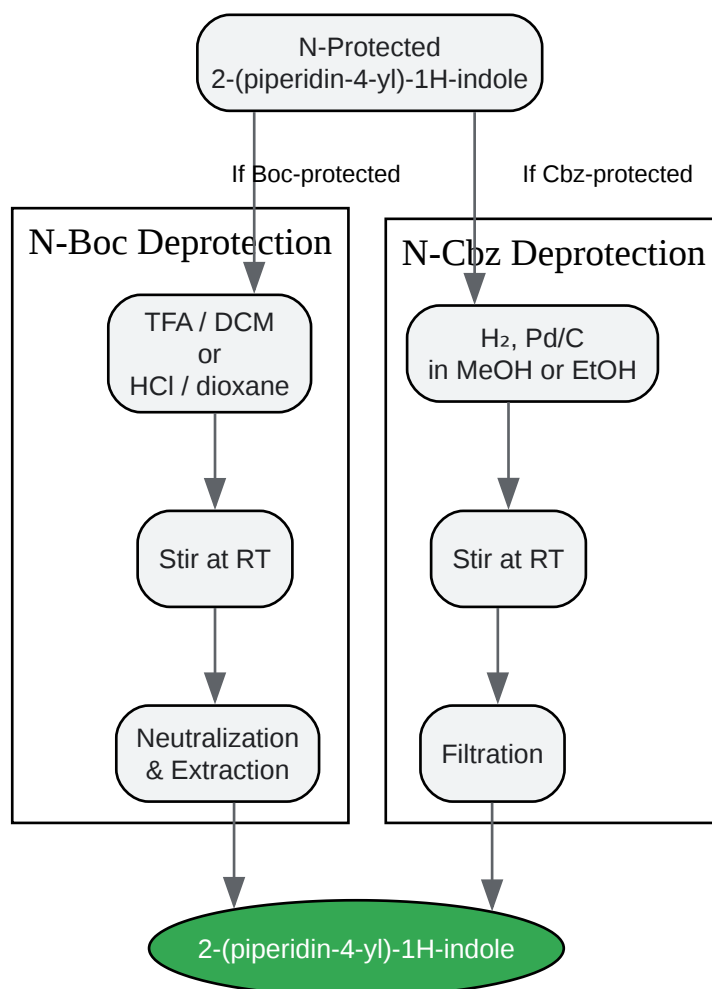 N-Protected
2-(piperidin-4-yl)-1H-indole
If Boc-protected
If Cbz-protected
N-Boc Deprotection
TFA / DCM
or
HCl / dioxane
Stir at RT
Neutralization
& Extraction
N-Cbz Deprotection
H₂, Pd/C
in MeOH or EtOH
Stir at RT
Filtration
2-(piperidin-4-yl)-1H-indole